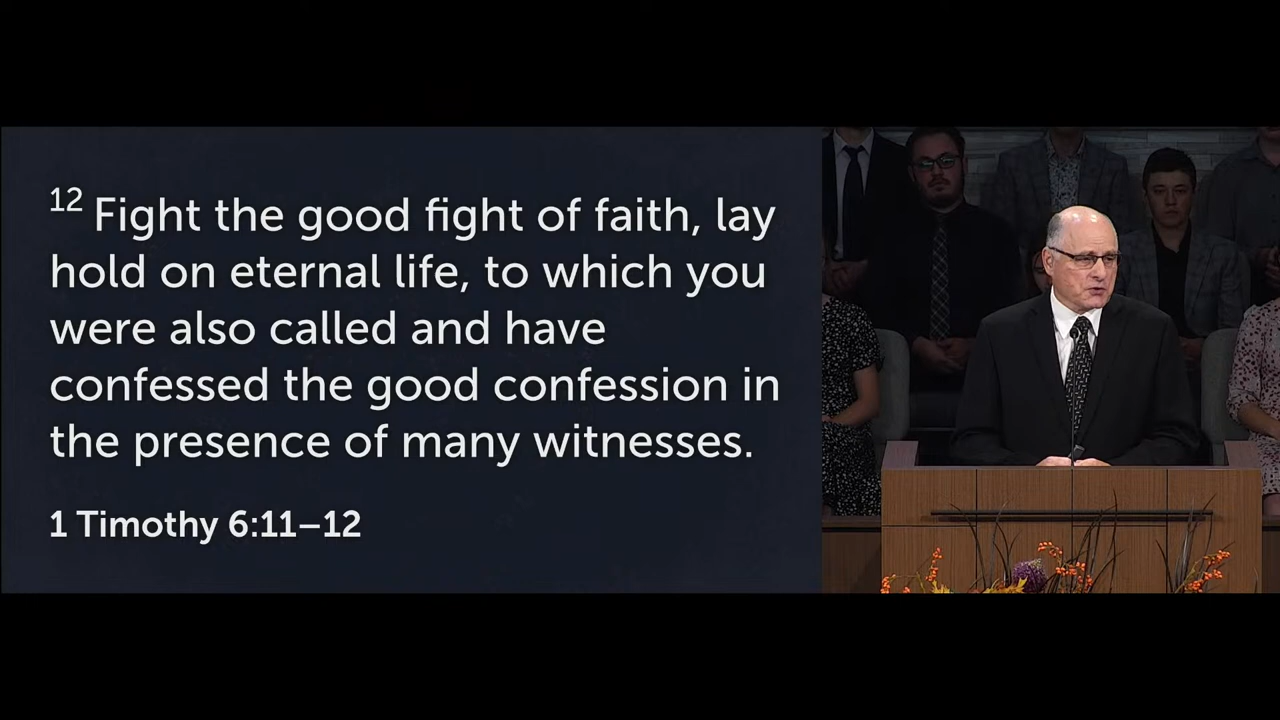 12 Fight the good fight of faith, lay
hold on eternal life, to which you
were also called and have
confessed the good confession in
the presence of many witnesses.
1 Timothy 6:11–12